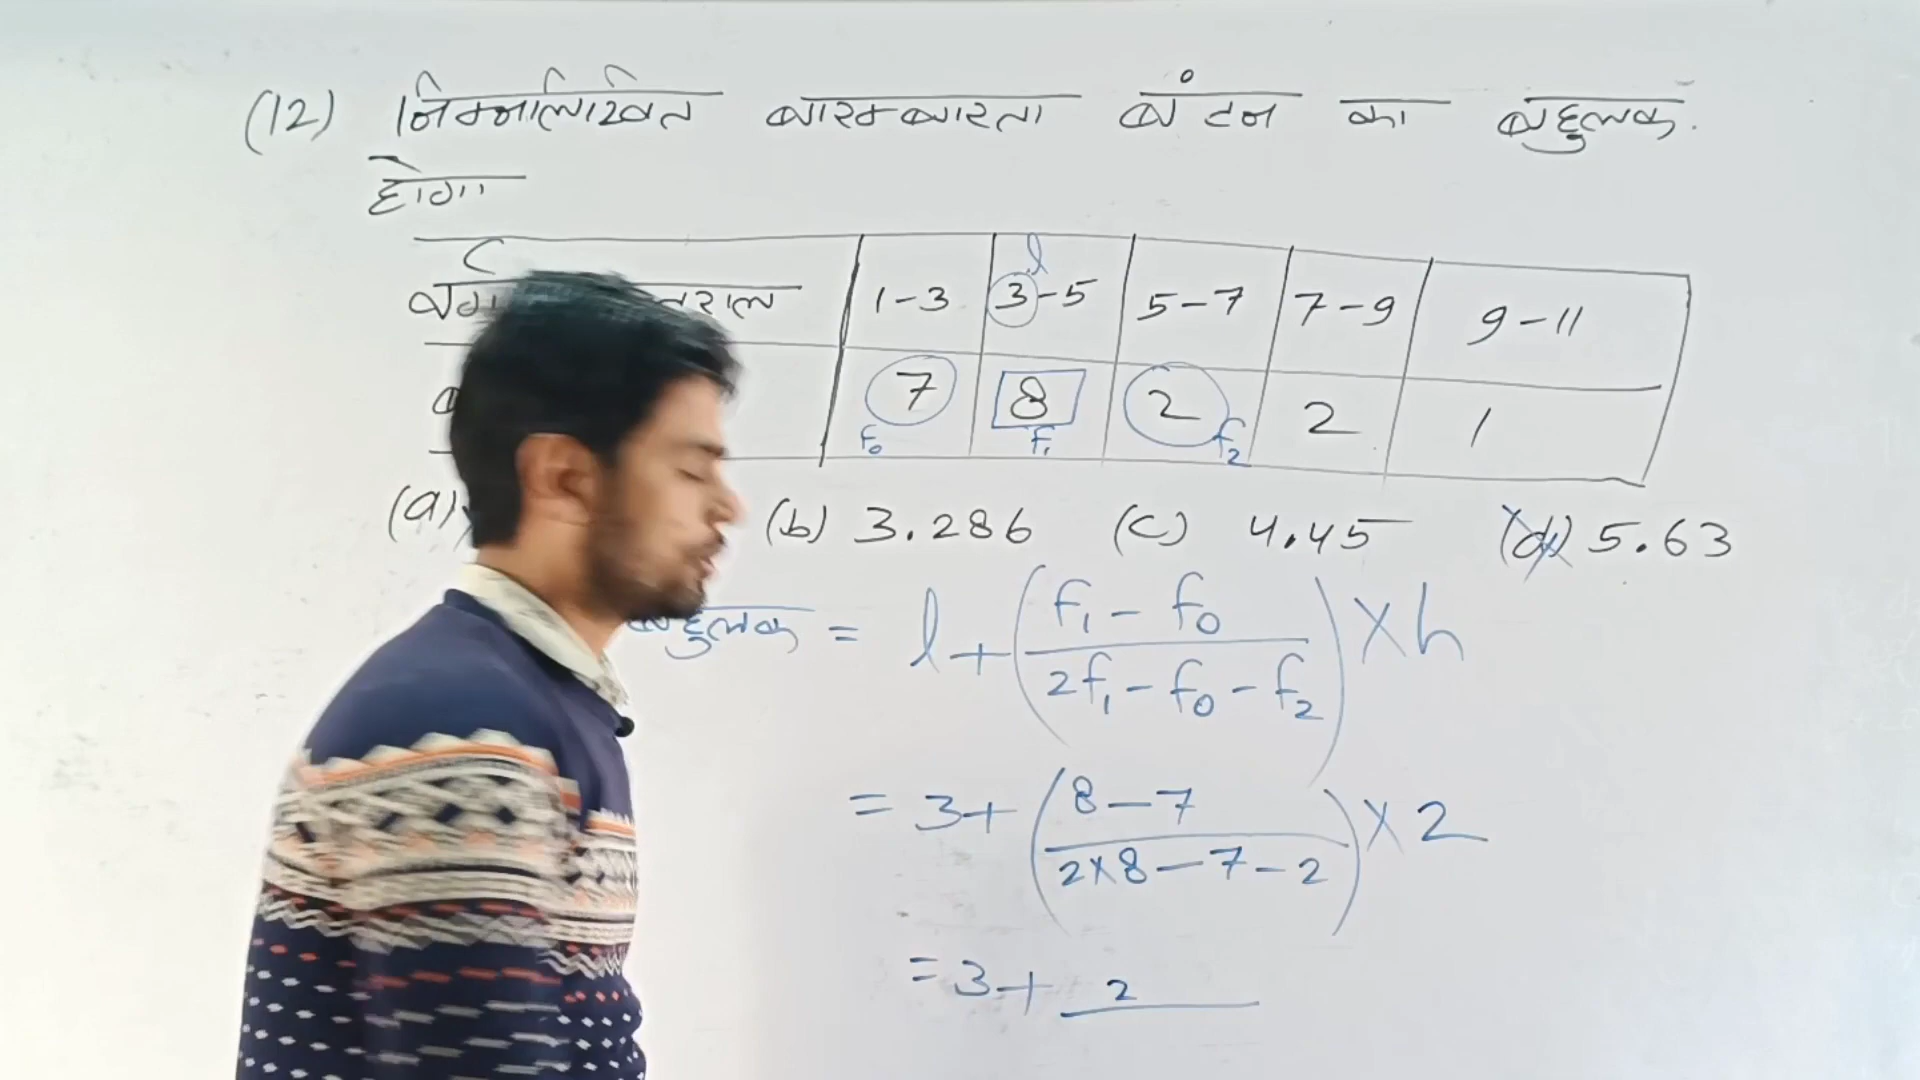 (12) निम्नलिखित बारम्बारता बंटन का बहुलक
होगा
1-3 3-5 5-7 7-9 9-11
l
7 8 2 2 1
f₀ f₁ f₂
(a) (b) 3.286 (c) 4.45 (d) 5.63
बहुलक = l + (f₁ - f₀ / 2f₁ - f₀ - f₂) × h
= 3 + (8 - 7 / 2×8 - 7 - 2) × 2
= 3 + 2